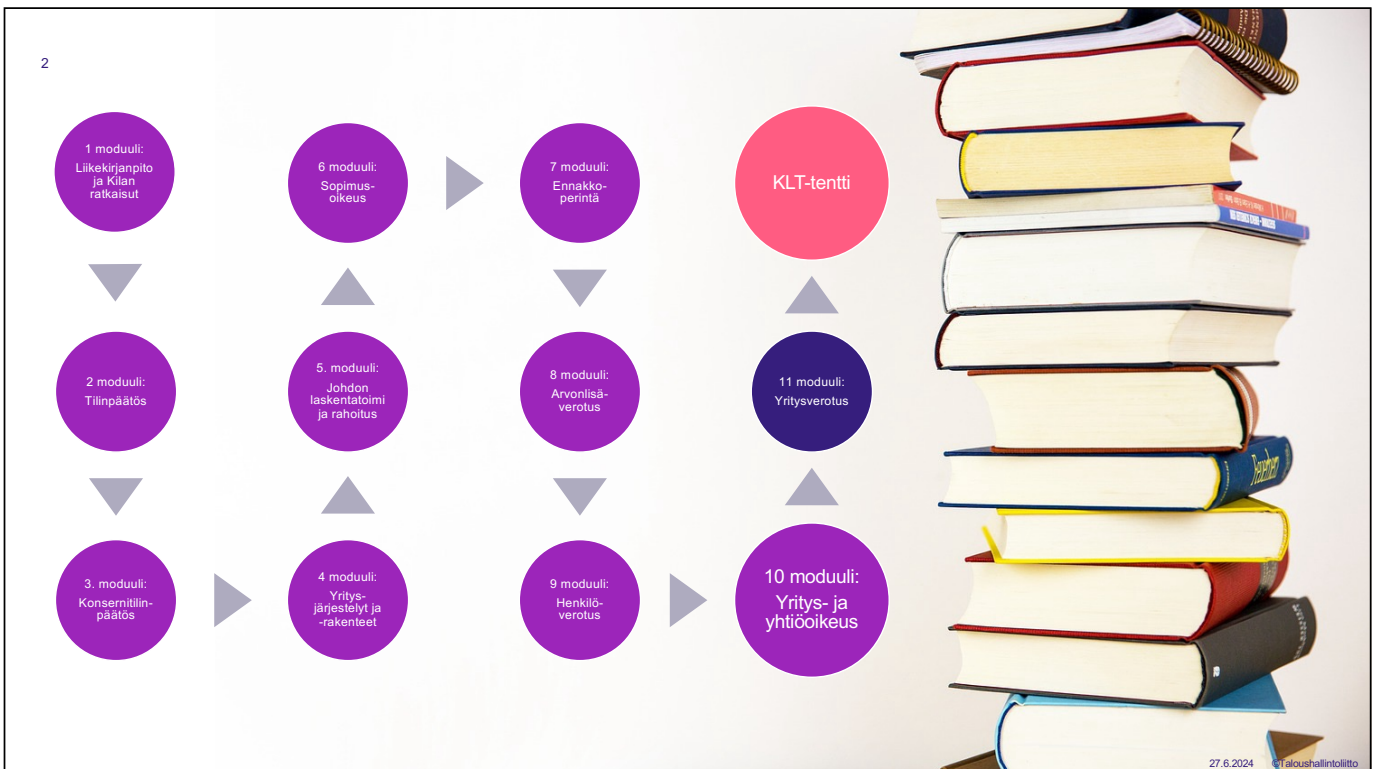 2
1 moduuli:
Liikekirjanpito
ja Kilan
ratkaisut
2 moduuli:
Tilinpäätös
3. moduuli:
Konsernitilin-
päätös
4 moduuli:
Yritys-
järjestelyt ja
-rakenteet
5. moduuli:
Johdon
laskentatoimi
ja rahoitus
6 moduuli:
Sopimus-
oikeus
7 moduuli:
Ennakko-
perintä
8 moduuli:
Arvonlisä-
verotus
9 moduuli:
Henkilö-
verotus
10 moduuli:
Yritys- ja
yhtiöoikeus
11 moduuli:
Yritysverotus
KLT-tentti
27.6.2024 ©Taloushallintoliitto